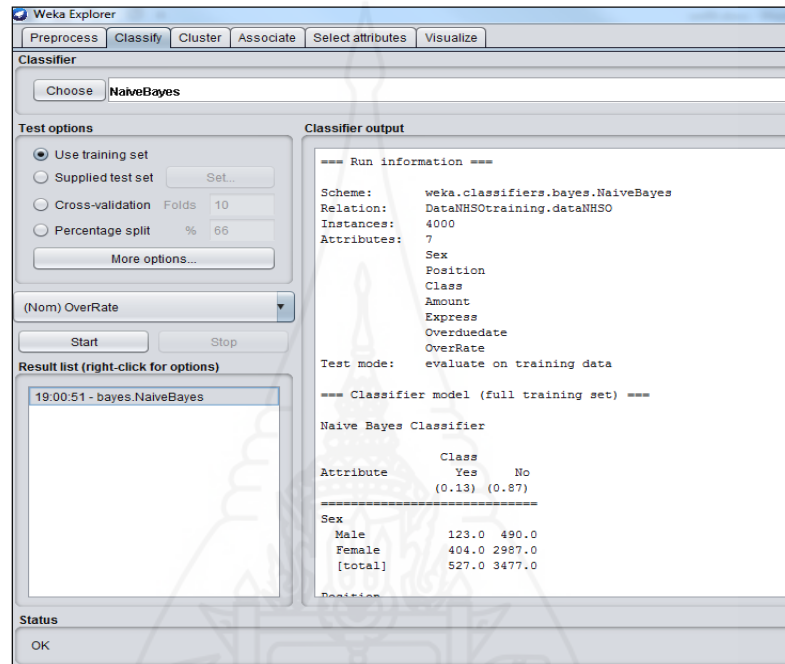 Weka Explorer
Preprocess Classify Cluster Associate Select attributes Visualize
Classifier
Choose NaiveBayes
Test options
Use training set
Supplied test set Set...
Cross-validation Folds 10
Percentage split % 66
More options...
(Nom) OverRate
Start Stop
Result list (right-click for options)
19:00:51 - bayes.NaiveBayes
Classifier output
=== Run information ===
Scheme: weka.classifiers.bayes.NaiveBayes
Relation: DataNHSOtraining.dataNHSO
Instances: 4000
Attributes: 7
Sex
Position
Class
Amount
Express
Overduedate
OverRate
Test mode: evaluate on training data
=== Classifier model (full training set) ===
Naive Bayes Classifier
Class
Attribute Yes No
(0.13) (0.87)
===============================
Sex
Male 123.0 490.0
Female 404.0 2987.0
[total] 527.0 3477.0
Position
Status
OK